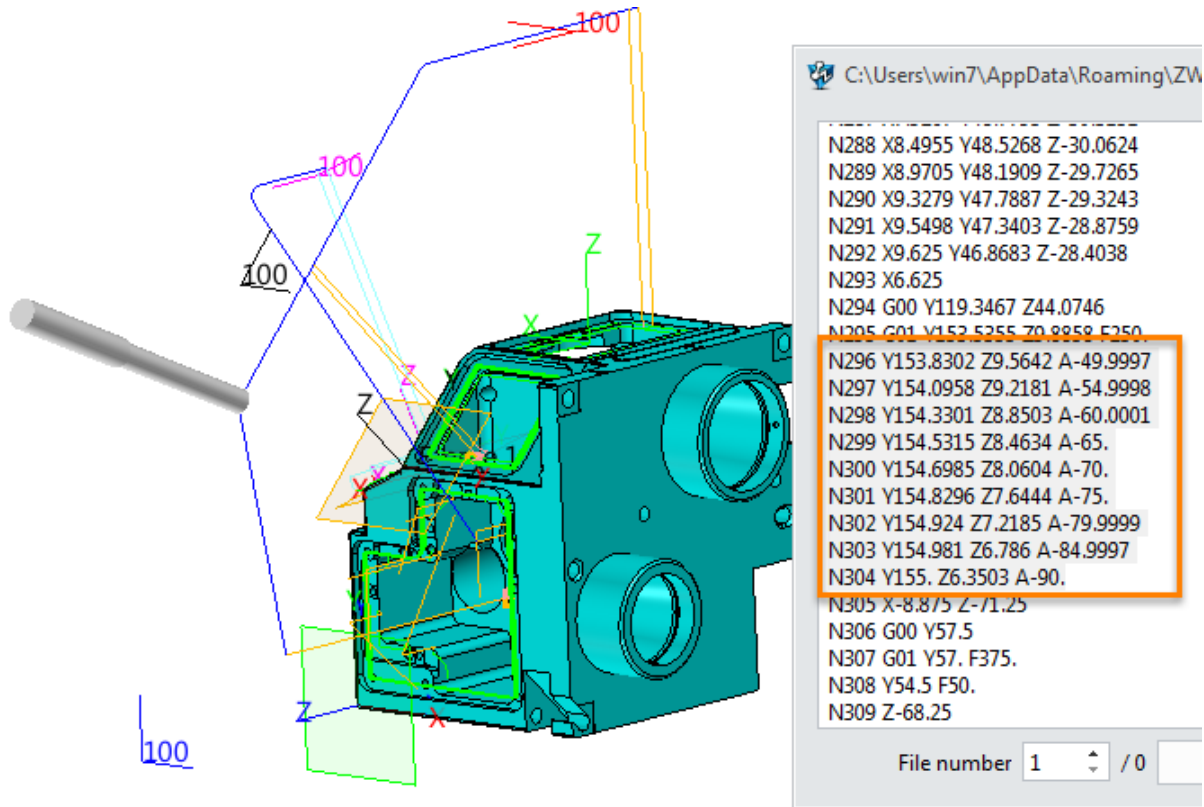 100
100
100
Z
X
Z
Z
X
X
Z
X
100
C:\Users\win7\AppData\Roaming\ZW
N288 X8.4955 Y48.5268 Z-30.0624
N289 X8.9705 Y48.1909 Z-29.7265
N290 X9.3279 Y47.7887 Z-29.3243
N291 X9.5498 Y47.3403 Z-28.8759
N292 X9.625 Y46.8683 Z-28.4038
N293 X6.625
N294 G00 Y119.3467 Z44.0746
N295 G01 Y153.5355 Z9.8858 F250.
N296 Y153.8302 Z9.5642 A-49.9997
N297 Y154.0958 Z9.2181 A-54.9998
N298 Y154.3301 Z8.8503 A-60.0001
N299 Y154.5315 Z8.4634 A-65.
N300 Y154.6985 Z8.0604 A-70.
N301 Y154.8296 Z7.6444 A-75.
N302 Y154.924 Z7.2185 A-79.9999
N303 Y154.981 Z6.786 A-84.9997
N304 Y155. Z6.3503 A-90.
N305 X-8.875 Z-71.25
N306 G00 Y57.5
N307 G01 Y57. F375.
N308 Y54.5 F50.
N309 Z-68.25
File number 1 / 0